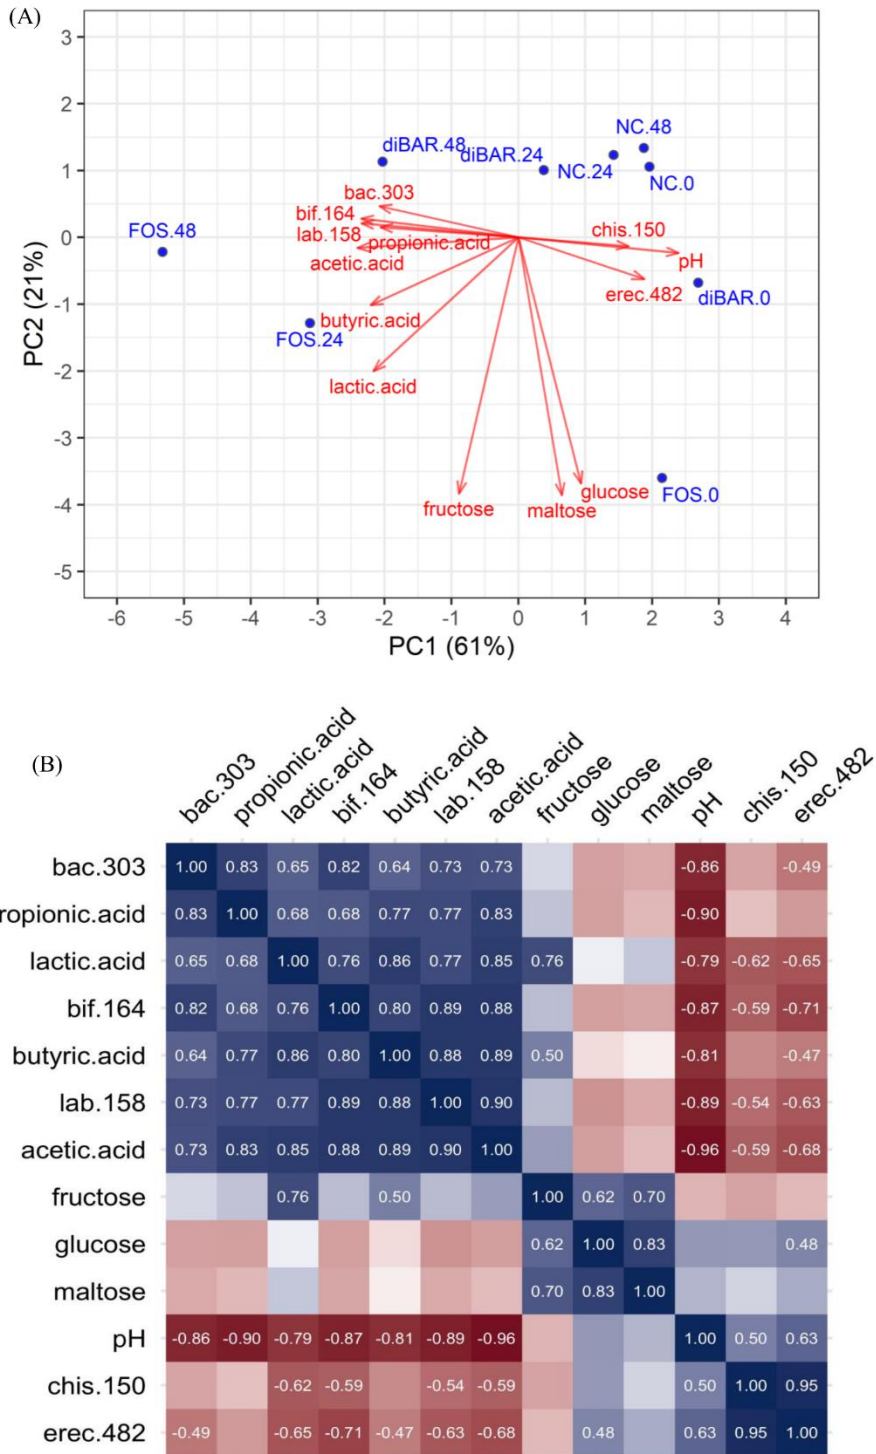 (A)
3
2
1
0
-1
-2
-3
-4
-5
PC2 (21%)
NC.48
diBAR.48
diBAR.24
NC.24
NC.0
bac.303
bif.164
FOS.48
lab.158
propionic.acid
chis.150
acetic.acid
pH
erec.482
diBAR.0
butyric.acid
FOS.24
lactic.acid
glucose
FOS.0
fructose
maltose
-6 -5 -4 -3 -2 -1 0 1 2 3 4
PC1 (61%)
(B)
bac.303 propionic.acid lactic.acid bif.164 butyric.acid lab.158 acetic.acid fructose glucose maltose pH chis.150 erec.482
bac.303 1.00 0.83 0.65 0.82 0.64 0.73 0.73 -0.86 -0.49
ropionic.acid 0.83 1.00 0.68 0.68 0.77 0.77 0.83 -0.90
lactic.acid 0.65 0.68 1.00 0.76 0.86 0.77 0.85 0.76 -0.79 -0.62 -0.65
bif.164 0.82 0.68 0.76 1.00 0.80 0.89 0.88 -0.87 -0.59 -0.71
butyric.acid 0.64 0.77 0.86 0.80 1.00 0.88 0.89 0.50 -0.81 -0.47
lab.158 0.73 0.77 0.77 0.89 0.88 1.00 0.90 -0.89 -0.54 -0.63
acetic.acid 0.73 0.83 0.85 0.88 0.89 0.90 1.00 -0.96 -0.59 -0.68
fructose 0.76 0.50 1.00 0.62 0.70
glucose 0.62 1.00 0.83 0.48
maltose 0.70 0.83 1.00
pH -0.86 -0.90 -0.79 -0.87 -0.81 -0.89 -0.96 1.00 0.50 0.63
chis.150 -0.62 -0.59 -0.54 -0.59 0.50 1.00 0.95
erec.482 -0.49 -0.65 -0.71 -0.47 -0.63 -0.68 0.48 0.63 0.95 1.00